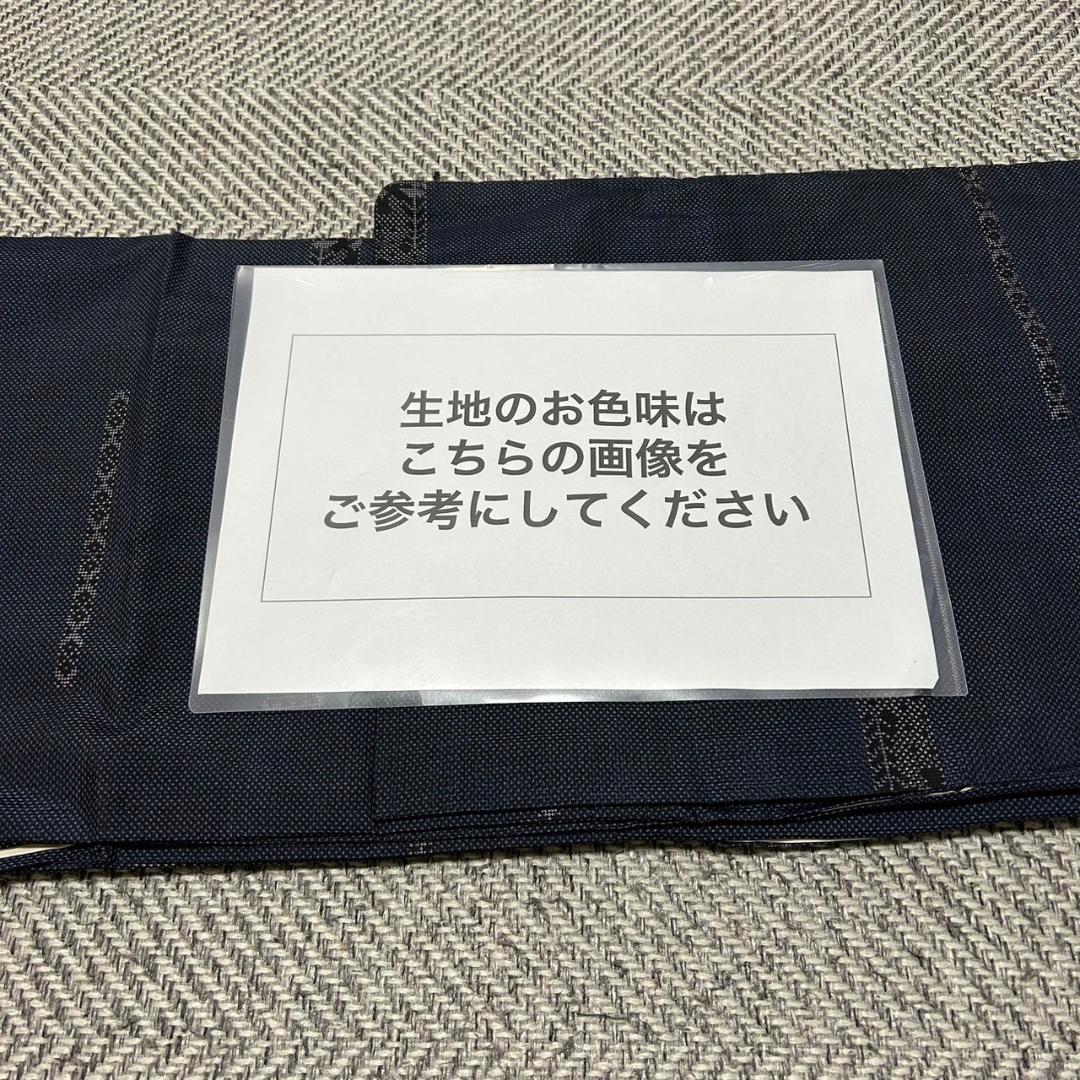 生地のお色味は
こちらの画像を
ご参考にしてください